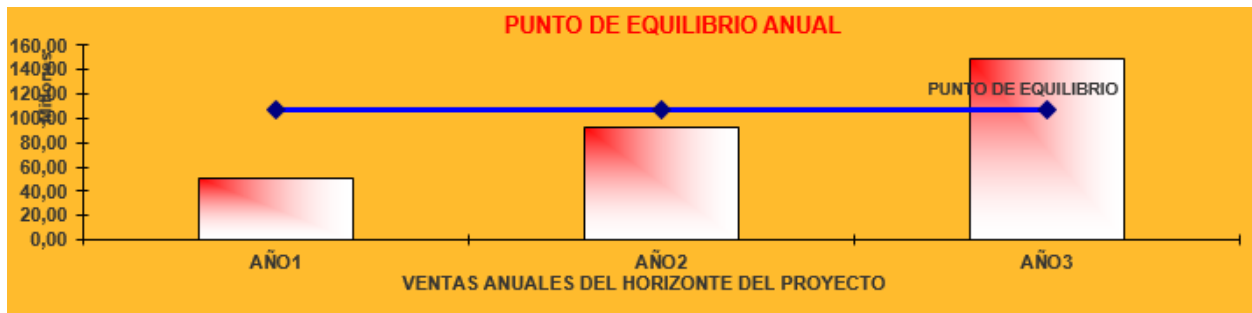 PUNTO DE EQUILIBRIO ANUAL
Millones
160,00
140,00
120,00
100,00
80,00
60,00
40,00
20,00
0,00
PUNTO DE EQUILIBRIO
AÑO1 AÑO2 AÑO3
VENTAS ANUALES DEL HORIZONTE DEL PROYECTO